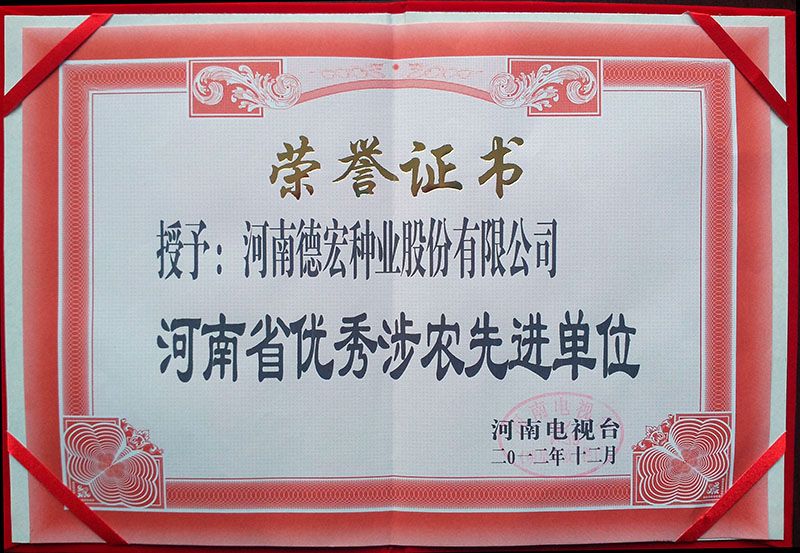 荣誉证书
授予：河南德宏种业股份有限公司
河南省优秀涉农先进单位
河南电视台
二〇一二年十二月